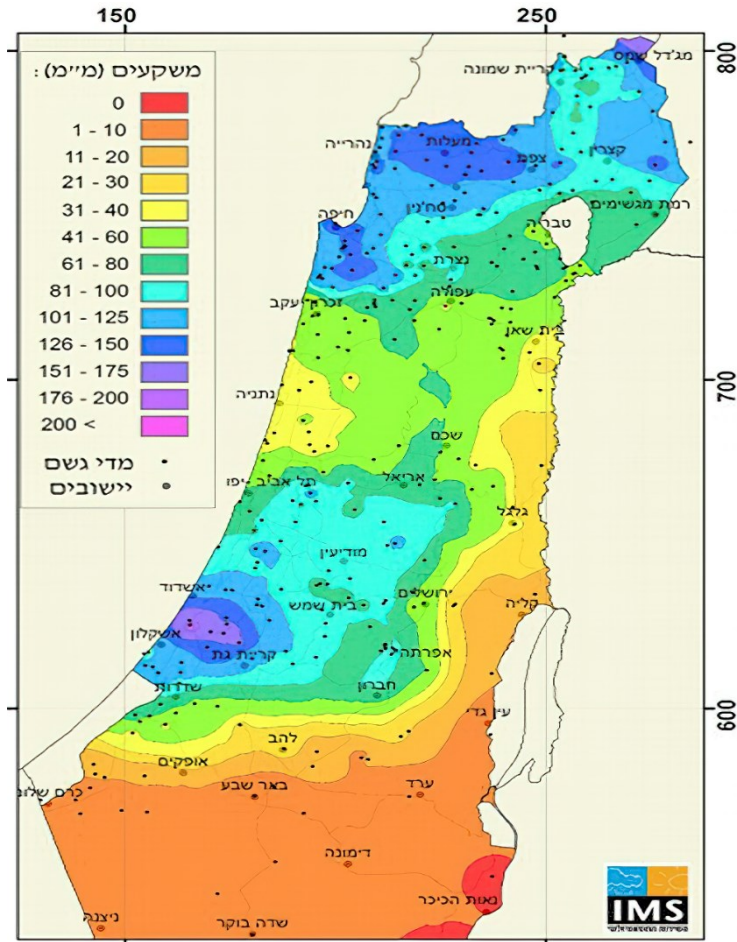 150
250
800
700
600
משקעים (מ"מ):
0
1 - 10
11 - 20
21 - 30
31 - 40
41 - 60
61 - 80
81 - 100
101 - 125
126 - 150
151 - 175
176 - 200
200 <
מדי גשם
יישובים
מג'דל שמס
קריית שמונה
נהרייה
מעלות
צפת
קצרין
סח'נין
רמת מגשימים
חיפה
טבריה
נצרת
עפולה
זכרון יעקב
בית שאן
נתניה
שכם
אריאל
תל אביב - יפו
גלגל
מודיעין
אשדוד
ירושלים
קליה
בית שמש
אשקלון
אפרתה
קריית גת
חברון
שדרות
עין גדי
להב
אופקים
כרם שלום
באר שבע
ערד
דימונה
נאות הכיכר
ניצנה
שדה בוקר
IMS